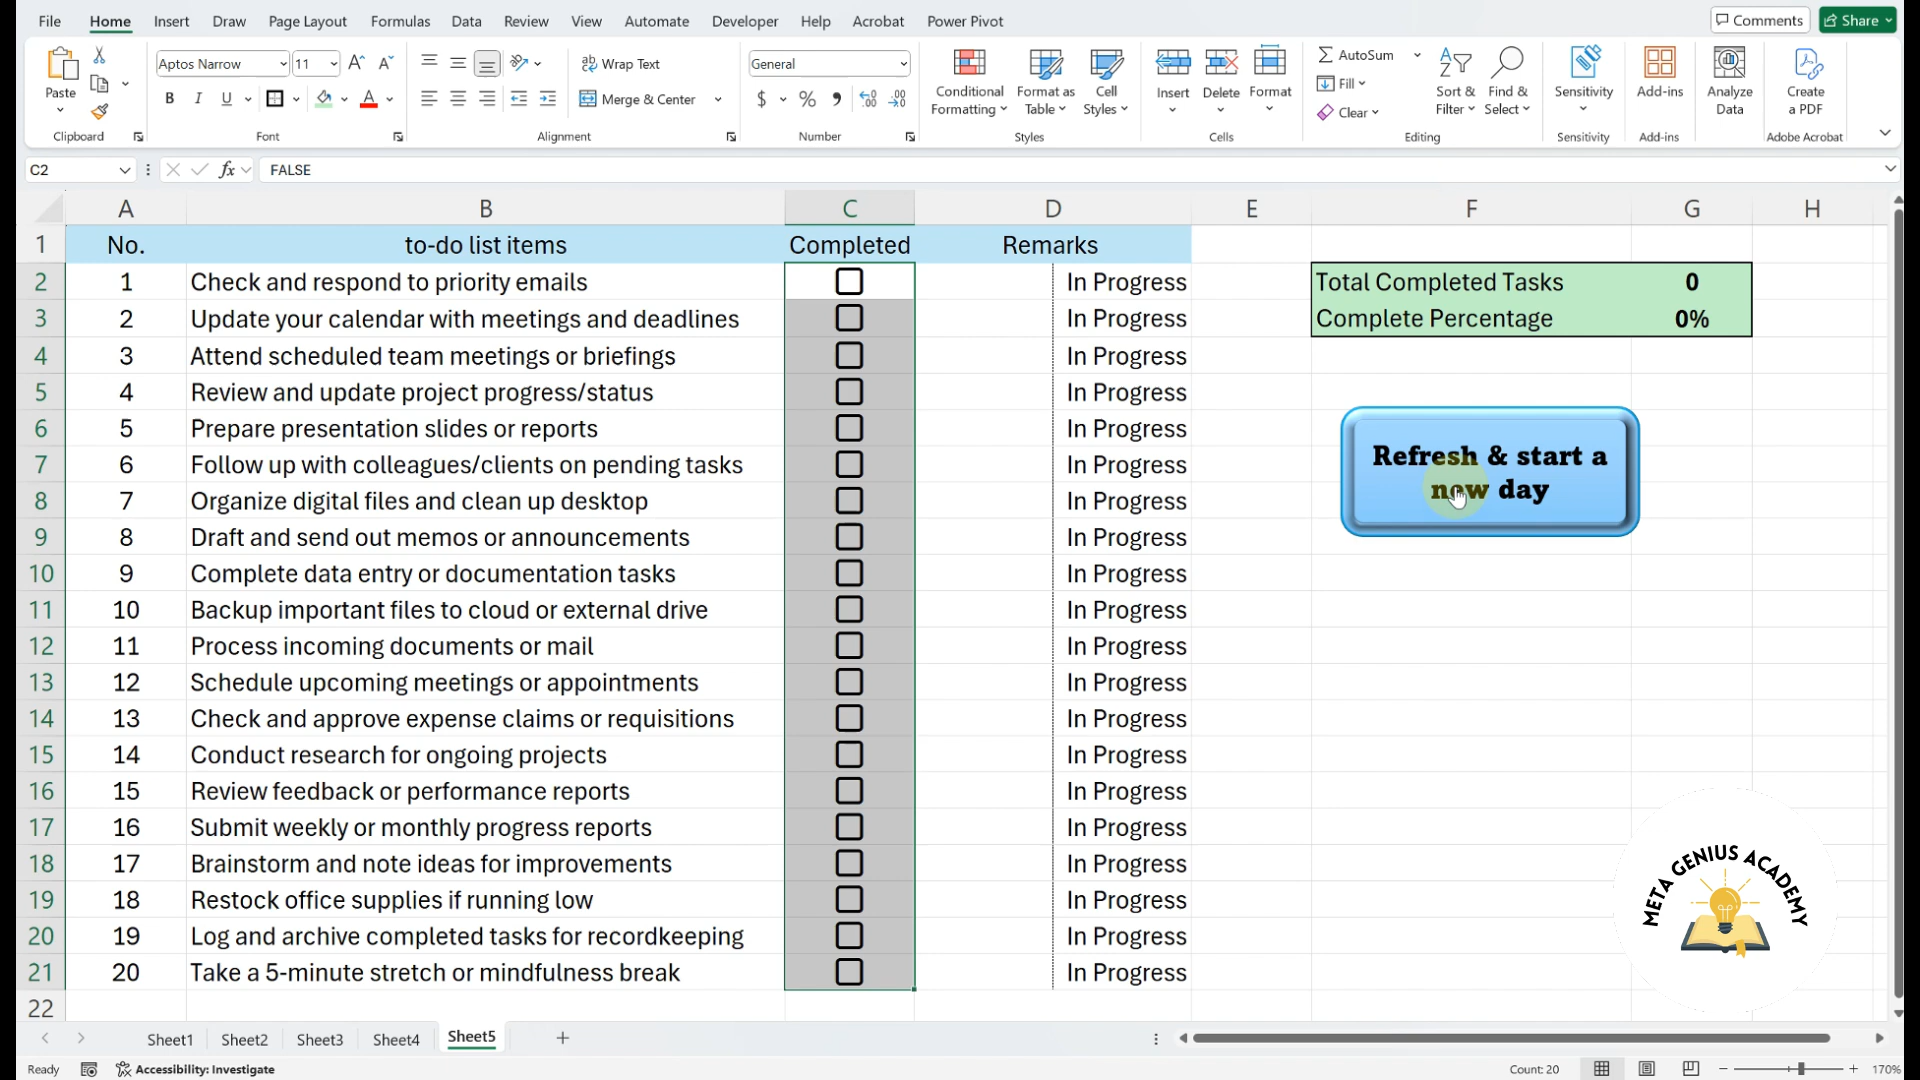 File Home Insert Draw Page Layout Formulas Data Review View Automate Developer Help Acrobat Power Pivot Comments Share
Paste
Clipboard
Aptos Narrow 11
B I U A
Font
Wrap Text
Merge & Center
Alignment
General
$ % ,
Number
Conditional Formatting
Format as Table
Cell Styles
Styles
Insert
Delete
Format
Cells
AutoSum
Fill
Clear
Sort & Filter
Find & Select
Editing
Sensitivity
Sensitivity
Add-ins
Add-ins
Analyze Data
Create a PDF
Adobe Acrobat
C2 fx FALSE
A B C D E F G H
1 No. to-do list items Completed Remarks
2 1 Check and respond to priority emails In Progress Total Completed Tasks 0
3 2 Update your calendar with meetings and deadlines In Progress Complete Percentage 0%
4 3 Attend scheduled team meetings or briefings In Progress
5 4 Review and update project progress/status In Progress
6 5 Prepare presentation slides or reports In Progress
7 6 Follow up with colleagues/clients on pending tasks In Progress
8 7 Organize digital files and clean up desktop In Progress
9 8 Draft and send out memos or announcements In Progress
10 9 Complete data entry or documentation tasks In Progress
11 10 Backup important files to cloud or external drive In Progress
12 11 Process incoming documents or mail In Progress
13 12 Schedule upcoming meetings or appointments In Progress
14 13 Check and approve expense claims or requisitions In Progress
15 14 Conduct research for ongoing projects In Progress
16 15 Review feedback or performance reports In Progress
17 16 Submit weekly or monthly progress reports In Progress
18 17 Brainstorm and note ideas for improvements In Progress
19 18 Restock office supplies if running low In Progress
20 19 Log and archive completed tasks for recordkeeping In Progress
21 20 Take a 5-minute stretch or mindfulness break In Progress
22
Refresh & start a
day
META GENIUS ACADEMY
Sheet1 Sheet2 Sheet3 Sheet4 Sheet5
Ready Accessibility: Investigate Count: 20 170%